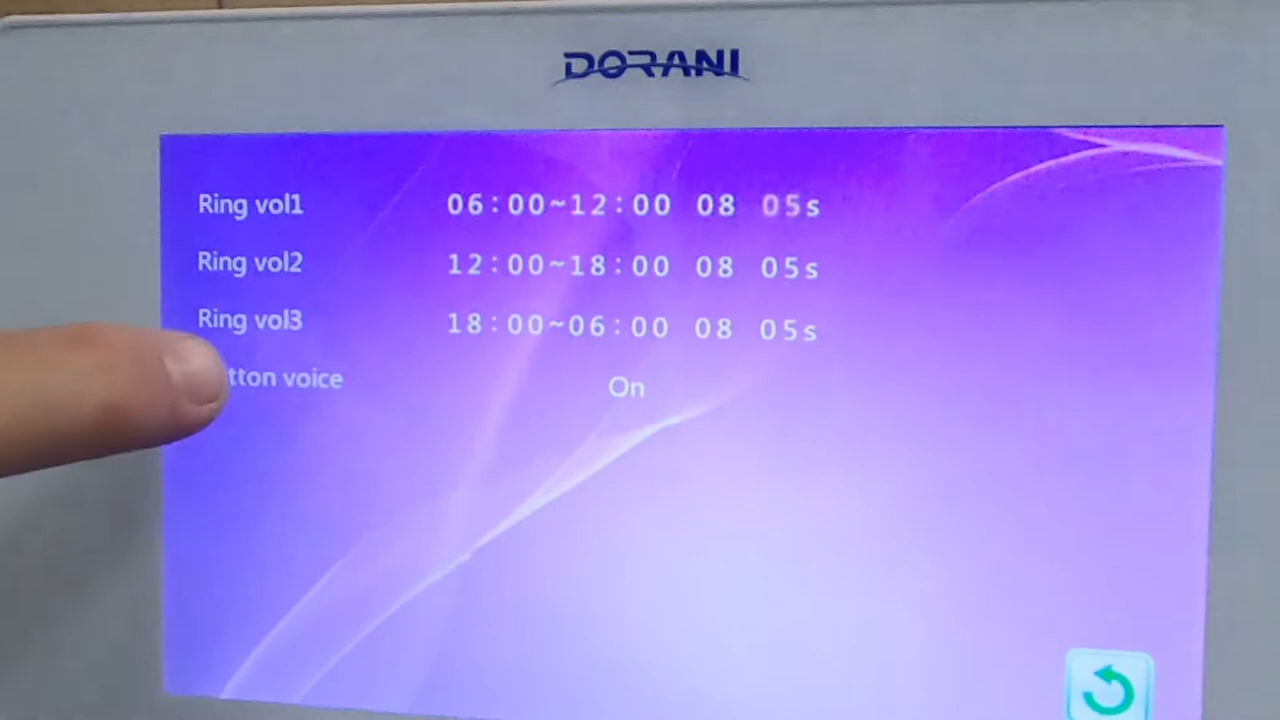 DORANI
Ring vol1 06:00~12:00 08 05s
Ring vol2 12:00~18:00 08 05s
Ring vol3 18:00~06:00 08 05s
voice On